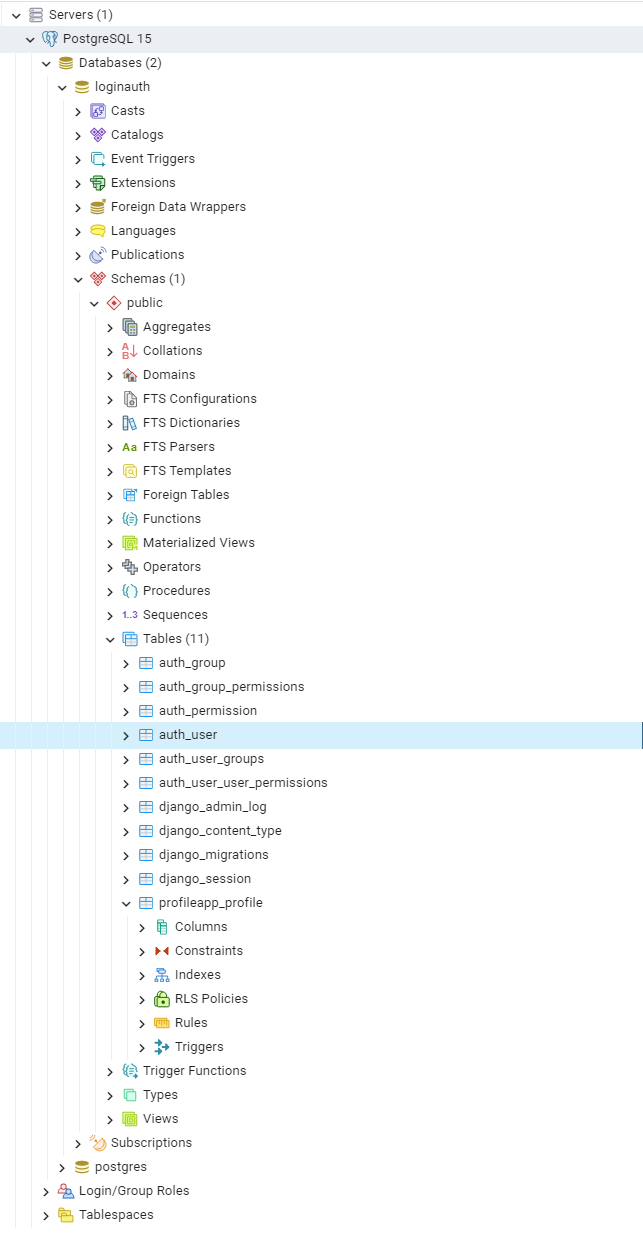 Servers (1)
PostgreSQL 15
Databases (2)
loginauth
Casts
Catalogs
Event Triggers
Extensions
Foreign Data Wrappers
Languages
Publications
Schemas (1)
public
Aggregates
Collations
Domains
FTS Configurations
FTS Dictionaries
Aa FTS Parsers
FTS Templates
Foreign Tables
Functions
Materialized Views
Operators
Procedures
1..3 Sequences
Tables (11)
auth_group
auth_group_permissions
auth_permission
auth_user
auth_user_groups
auth_user_user_permissions
django_admin_log
django_content_type
django_migrations
django_session
profileapp_profile
Columns
Constraints
Indexes
RLS Policies
Rules
Triggers
Trigger Functions
Types
Views
Subscriptions
postgres
Login/Group Roles
Tablespaces